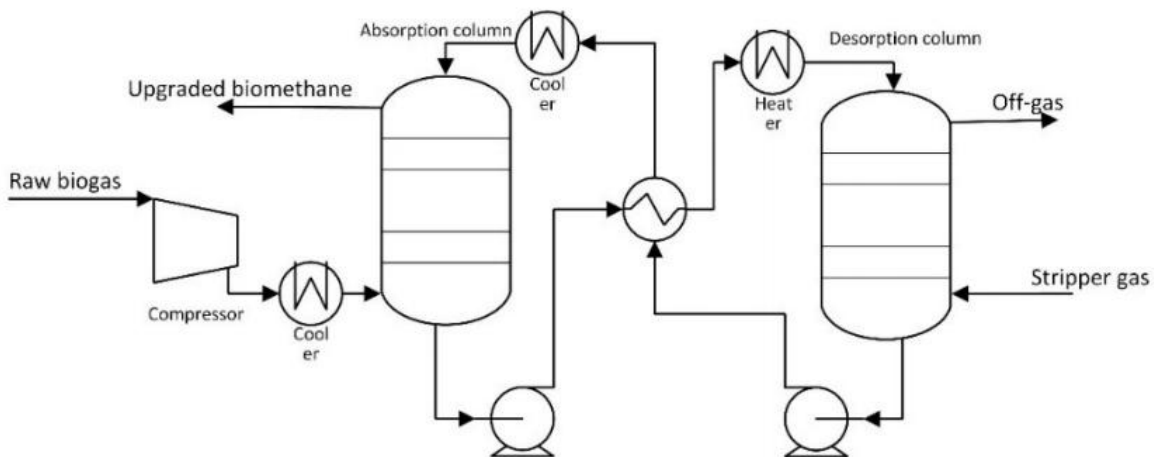 Absorption column
Desorption column
Cool
er
Heat
er
Upgraded biomethane
Off-gas
Raw biogas
Stripper gas
Compressor
Cool
er